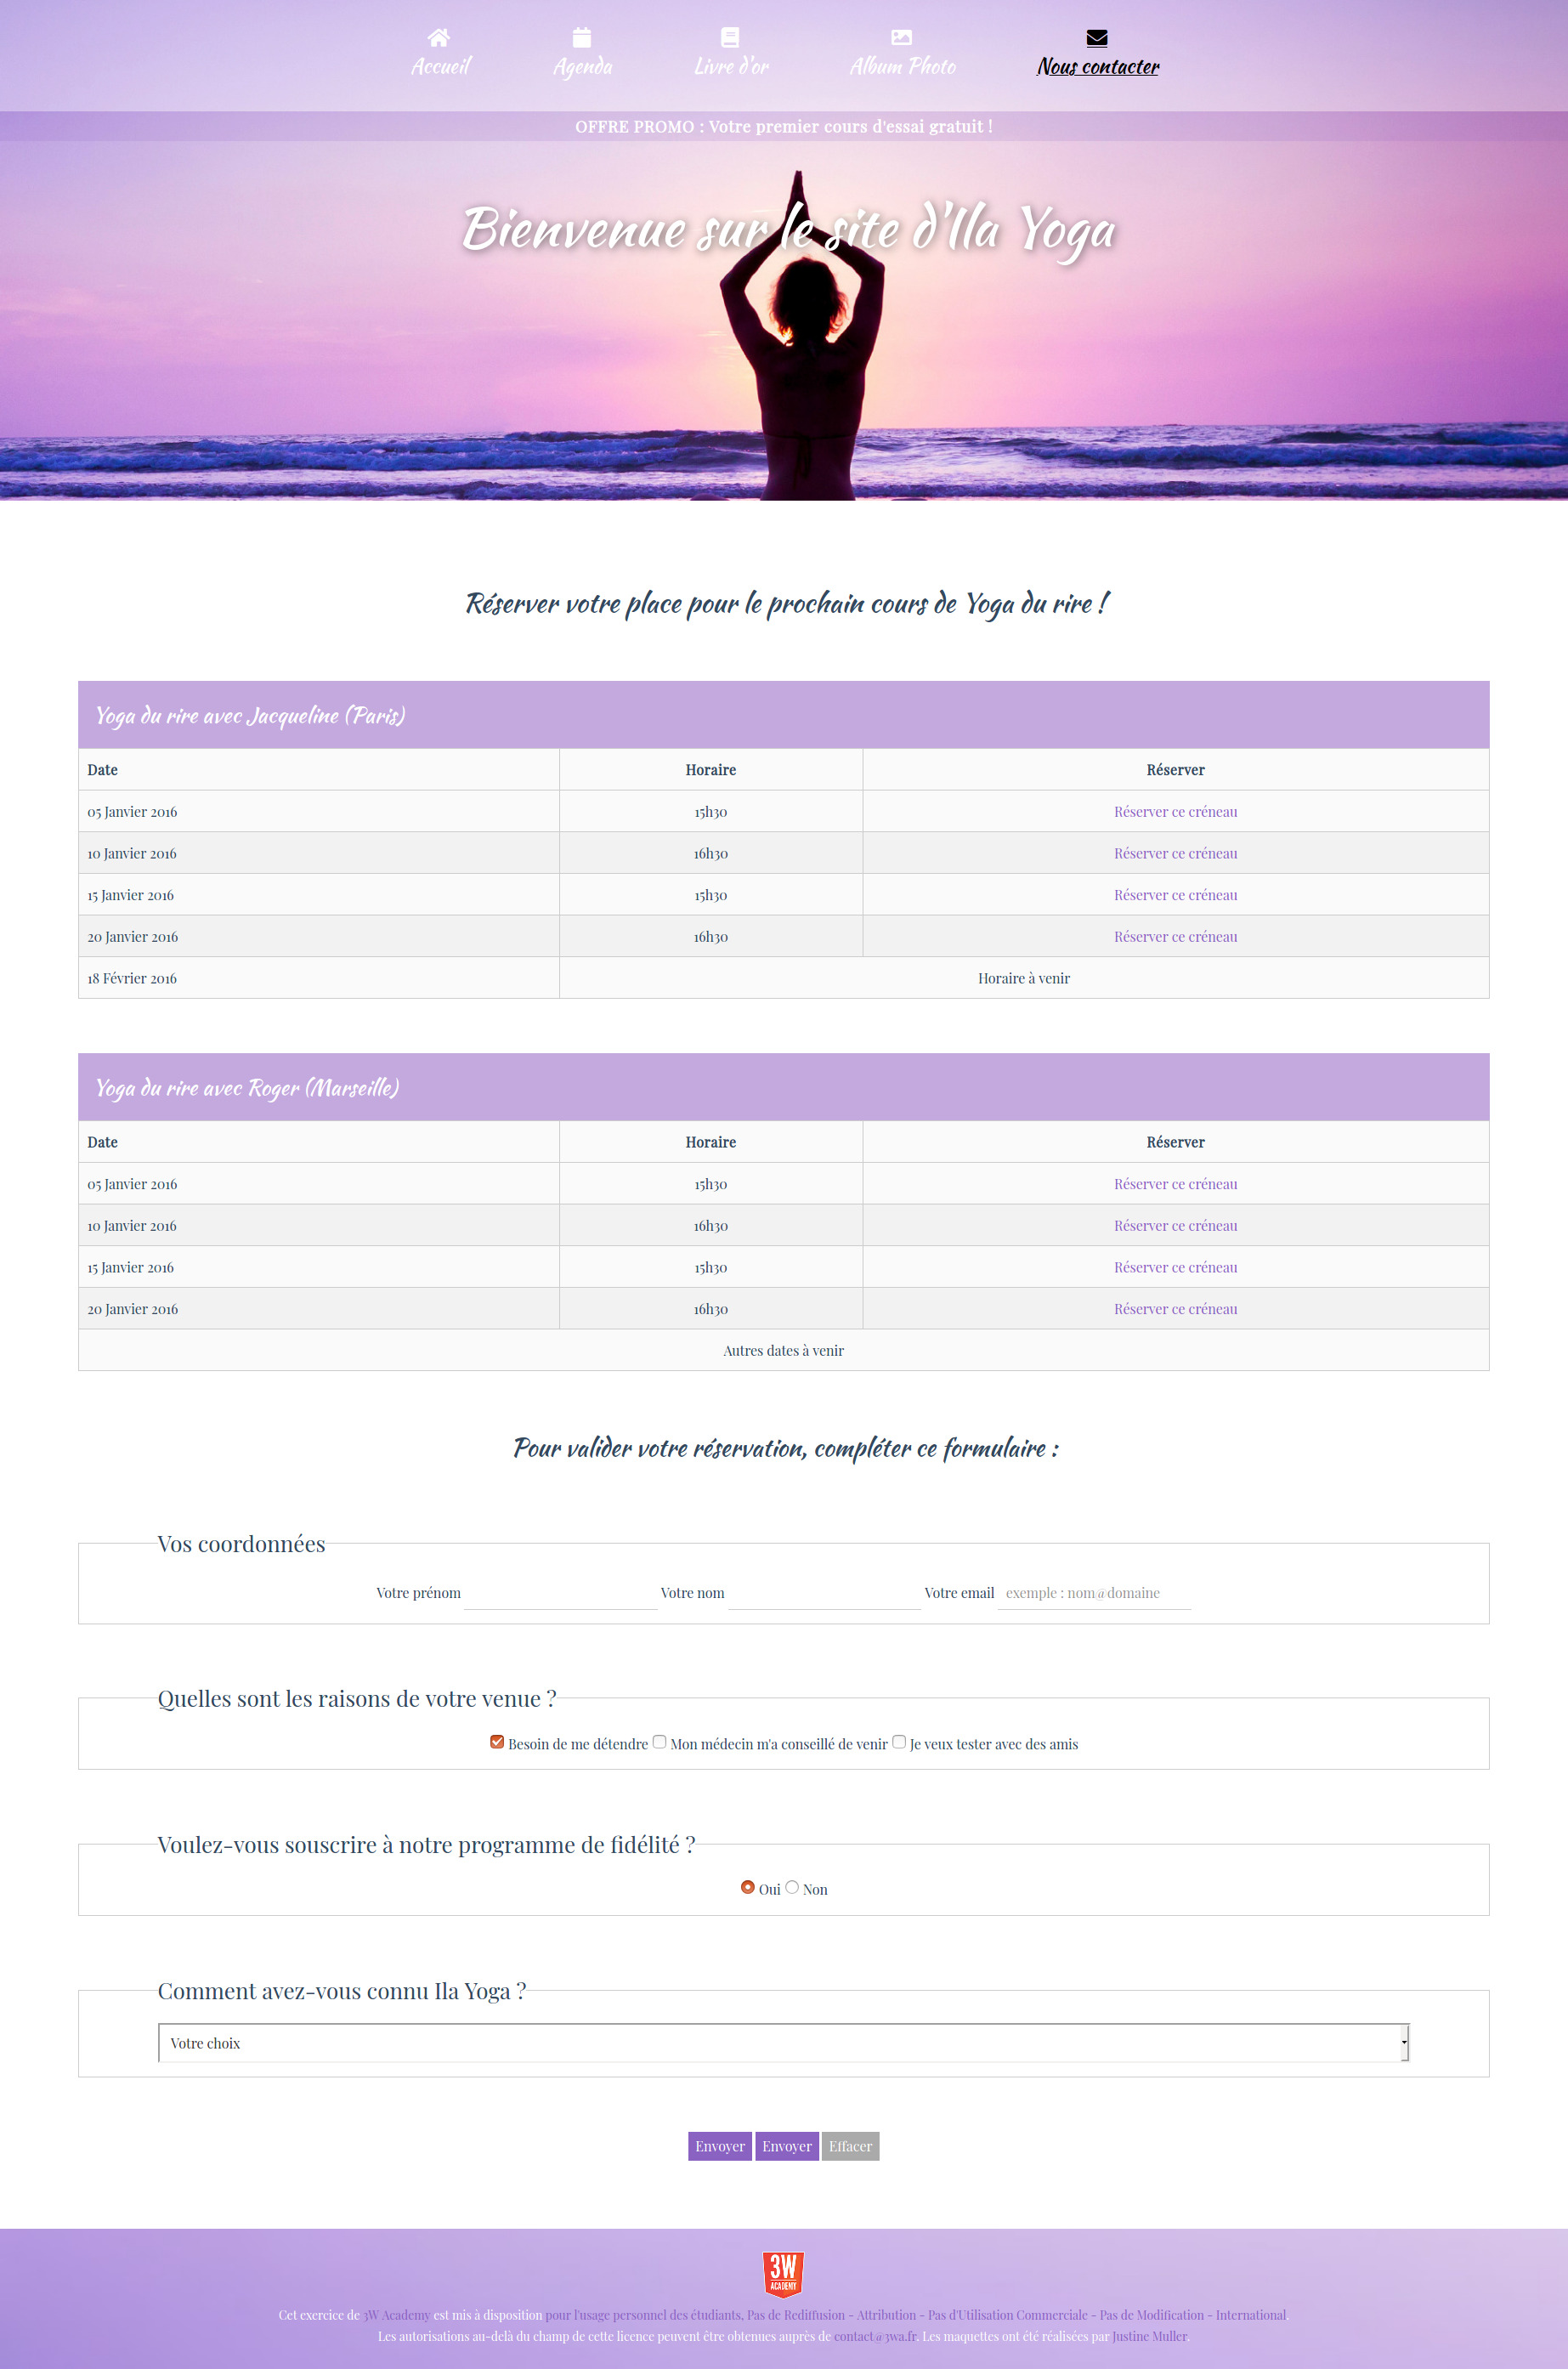 Accueil Agenda Livre d'or Album Photo Nous contacter
OFFRE PROMO : Votre premier cours d'essai gratuit !
Bienvenue sur le site d'Ila Yoga
Réserver votre place pour le prochain cours de Yoga du rire !
Yoga du rire avec Jacqueline (Paris)
Date Horaire Réserver
05 Janvier 2016 15h30 Réserver ce créneau
10 Janvier 2016 16h30 Réserver ce créneau
15 Janvier 2016 15h30 Réserver ce créneau
20 Janvier 2016 16h30 Réserver ce créneau
18 Février 2016 Horaire à venir
Yoga du rire avec Roger (Marseille)
Date Horaire Réserver
05 Janvier 2016 15h30 Réserver ce créneau
10 Janvier 2016 16h30 Réserver ce créneau
15 Janvier 2016 15h30 Réserver ce créneau
20 Janvier 2016 16h30 Réserver ce créneau
Autres dates à venir
Pour valider votre réservation, compléter ce formulaire :
Vos coordonnées
Votre prénom Votre nom Votre email exemple : nom@domaine
Quelles sont les raisons de votre venue ?
Besoin de me détendre Mon médecin m'a conseillé de venir Je veux tester avec des amis
Voulez-vous souscrire à notre programme de fidélité ?
Oui Non
Comment avez-vous connu Ila Yoga ?
Votre choix
Envoyer Envoyer Effacer
3W
ACADEMY
Cet exercice de 3W Academy est mis à disposition pour l'usage personnel des étudiants, Pas de Rediffusion - Attribution - Pas d'Utilisation Commerciale - Pas de Modification - International.
Les autorisations au-delà du champ de cette licence peuvent être obtenues auprès de contact@3wa.fr. Les maquettes ont été réalisées par Justine Muller.